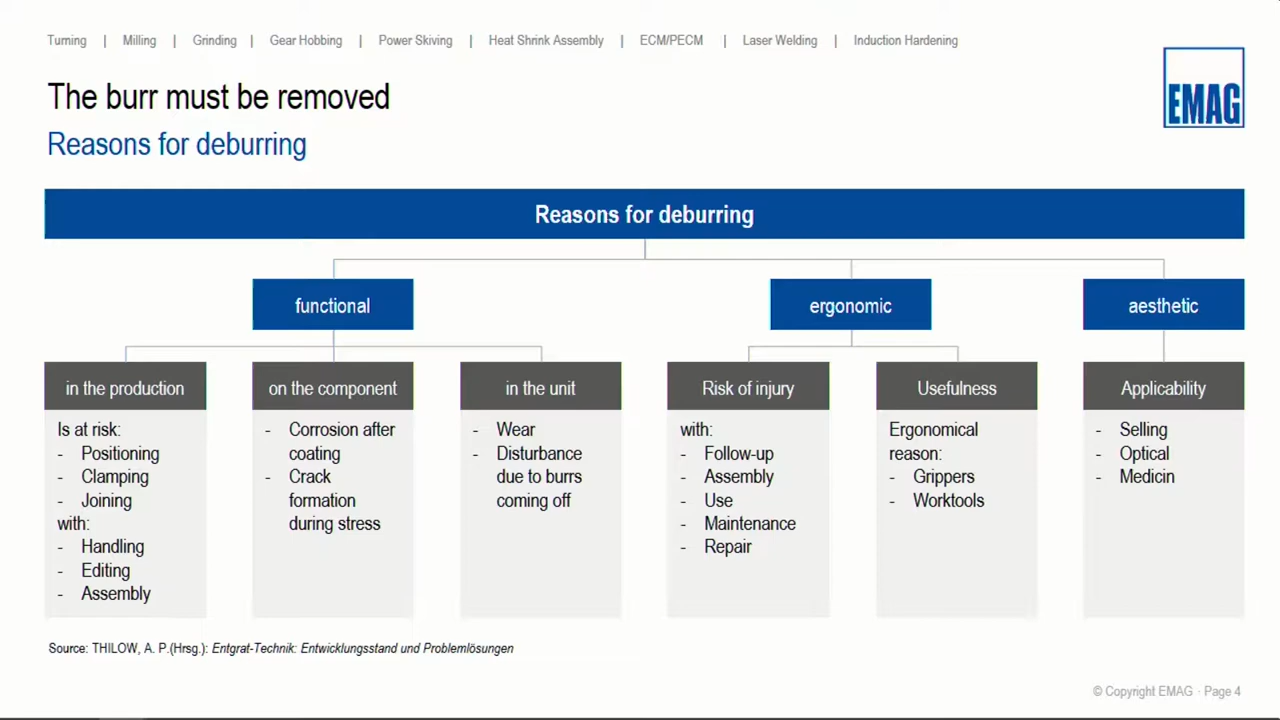 Turning | Milling | Grinding | Gear Hobbing | Power Skiving | Heat Shrink Assembly | ECM/PECM | Laser Welding | Induction Hardening
EMAG
The burr must be removed
Reasons for deburring
Reasons for deburring
functional
ergonomic
aesthetic
in the production
Is at risk:
- Positioning
- Clamping
- Joining
with:
- Handling
- Editing
- Assembly
on the component
- Corrosion after
coating
- Crack
formation
during stress
in the unit
- Wear
- Disturbance
due to burrs
coming off
Risk of injury
with:
- Follow-up
- Assembly
- Use
- Maintenance
- Repair
Usefulness
Ergonomical
reason:
- Grippers
- Worktools
Applicability
- Selling
- Optical
- Medicin
Source: THILOW, A. P.(Hrsg.): Entgrat-Technik: Entwicklungsstand und Problemlösungen
© Copyright EMAG · Page 4